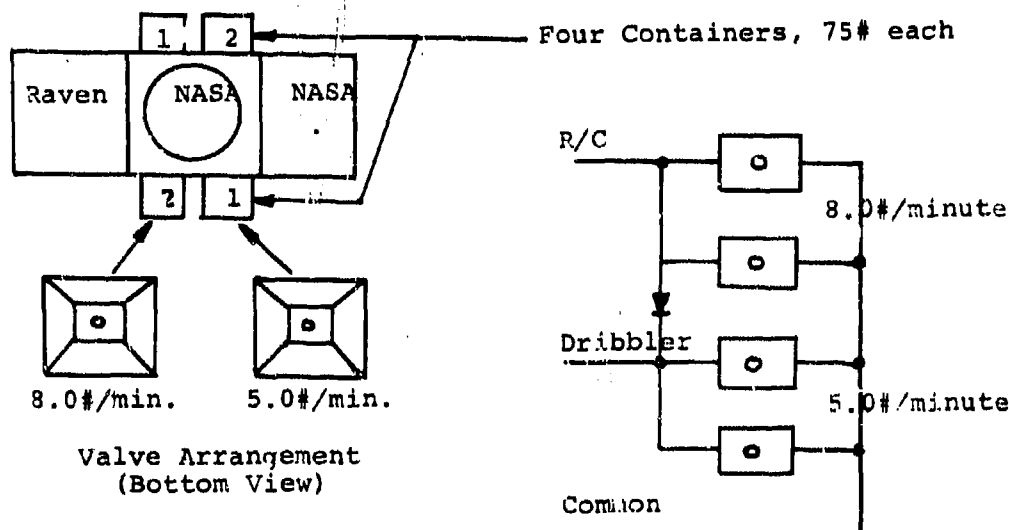 1 2
Four Containers, 75# each
Raven NASA NASA
2 1
8.0#/min. 5.0#/min.
Valve Arrangement
(Bottom View)
R/C
8.0#/minute
Dribbler
5.0#/minute
Common